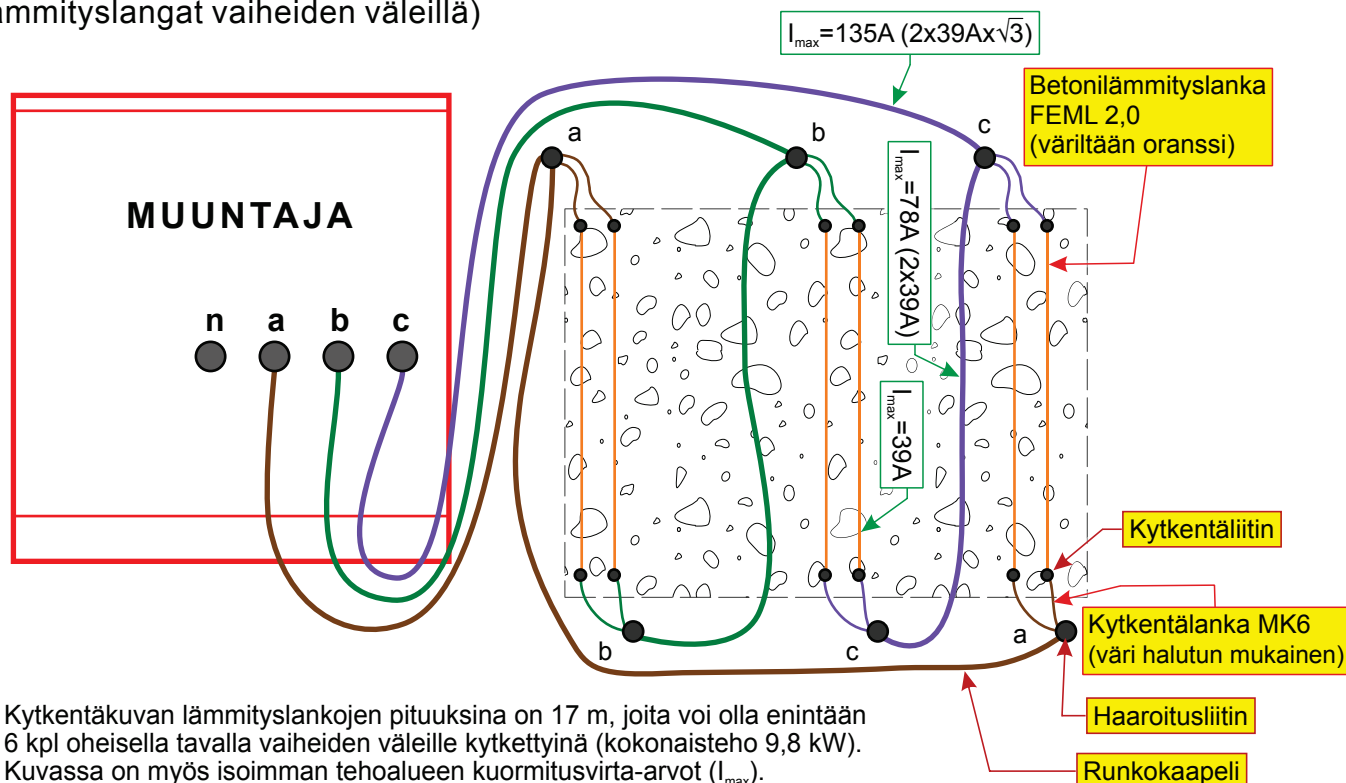 ämmityslangat vaiheiden väleillä)
Imax=135A (2x39Ax√3)
Betonilämmityslanka
FEML 2,0
(väriltään oranssi)
a
b
c
MUUNTAJA
n a b c
Imax=78A (2x39A)
Imax=39A
Kytkentäliitin
b
c
a
Kytkentälanka MK6
(väri halutun mukainen)
Haaroitusliitin
Runkokaapeli
Kytkentäkuvan lämmityslankojen pituuksina on 17 m, joita voi olla enintään
6 kpl oheisella tavalla vaiheiden väleille kytkettyinä (kokonaisteho 9,8 kW).
Kuvassa on myös isoimman tehoalueen kuormitusvirta-arvot (Imax).